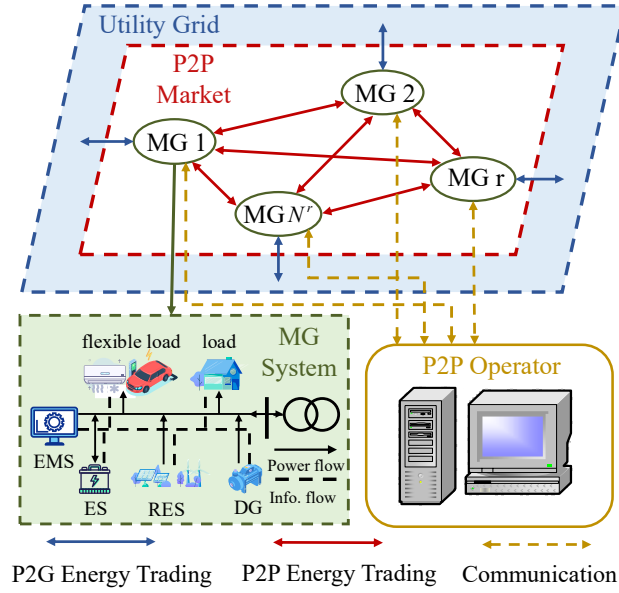 Utility Grid
P2P
Market
MG 2
MG 1
MG r
MG N^r
flexible load
load
MG
System
EMS
Power flow
Info. flow
ES
RES
DG
P2P Operator
P2G Energy Trading
P2P Energy Trading
Communication